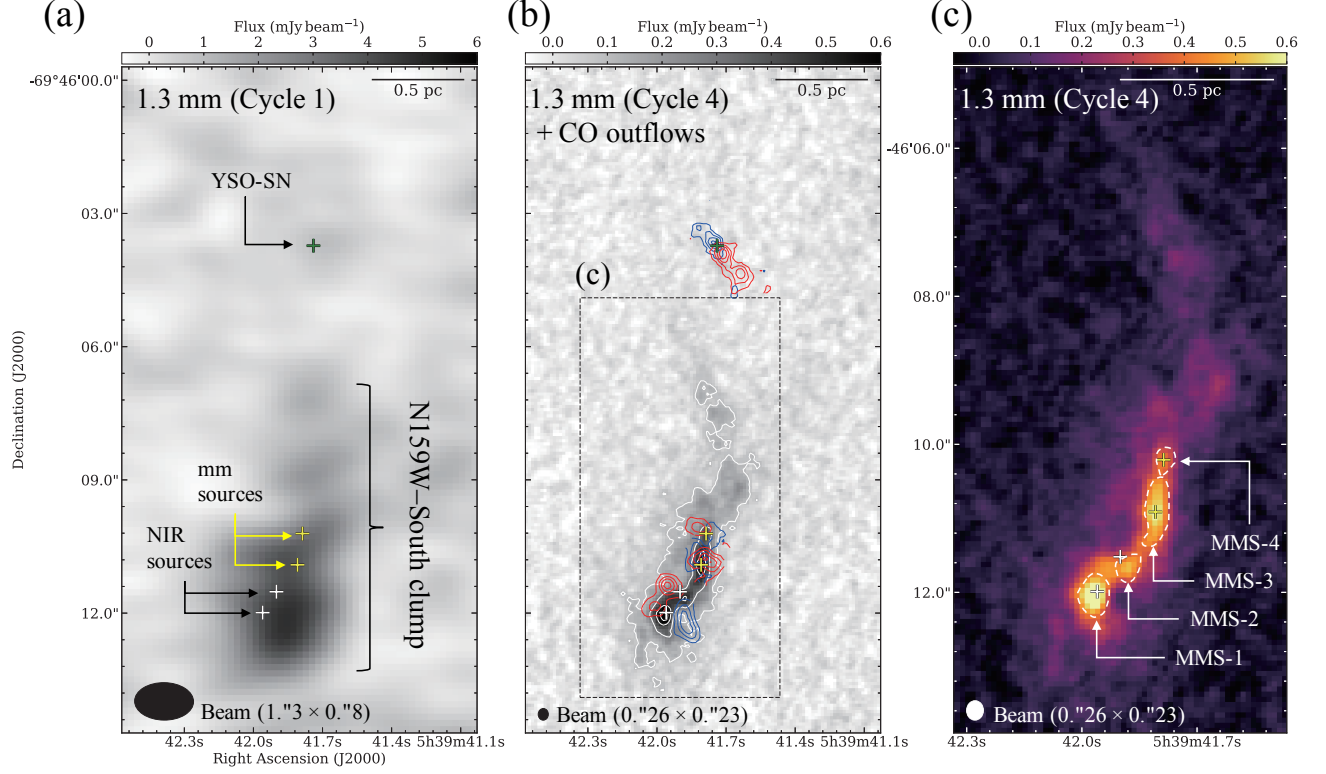 (a)
Flux (mJy beam⁻¹)
0 1 2 3 4 5 6
-69°46'00.0"
03.0"
06.0"
09.0"
12.0"
Declination (J2000)
1.3 mm (Cycle 1)
0.5 pc
YSO-SN
mm
sources
NIR
sources
N159W–South clump
Beam (1."3 × 0."8)
42.3s 42.0s 41.7s 5h39m41.1s
Right Ascension (J2000)
(b)
Flux (mJy beam⁻¹)
0.0 0.1 0.2 0.3 0.4 0.5 0.6
1.3 mm (Cycle 4)
+ CO outflows
0.5 pc
(c)
Beam (0."26 × 0."23)
42.3s 42.0s 41.7s 41.4s 5h39m41.1s
(c)
Flux (mJy beam⁻¹)
0.0 0.1 0.2 0.3 0.4 0.5 0.6
1.3 mm (Cycle 4)
0.5 pc
-46'06.0"
08.0"
10.0"
12.0"
MMS-4
MMS-3
MMS-2
MMS-1
Beam (0."26 × 0."23)
42.3s 42.0s 5h39m41.7s